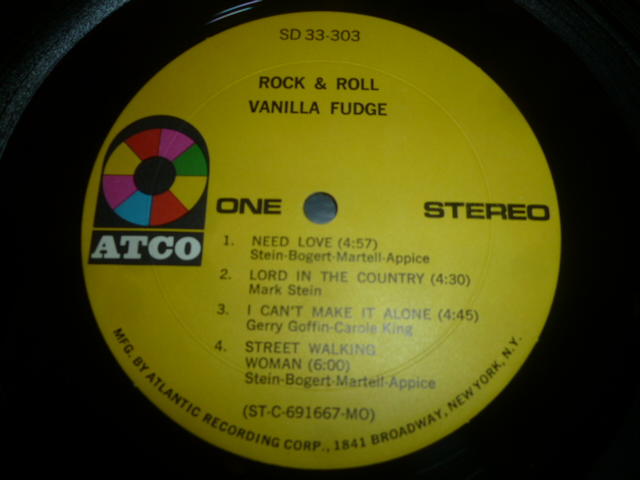 SD 33-303
ROCK & ROLL
VANILLA FUDGE
ATCO
ONE
STEREO
1. NEED LOVE (4:57)
Stein-Bogert-Martell-Appice
2. LORD IN THE COUNTRY (4:30)
Mark Stein
3. I CAN'T MAKE IT ALONE (4:45)
Gerry Goffin-Carole King
4. STREET WALKING
WOMAN (6:00)
Stein-Bogert-Martell-Appice
(ST-C-691667-MO)
MFG. BY ATLANTIC RECORDING CORP., 1841 BROADWAY, NEW YORK, N.Y.